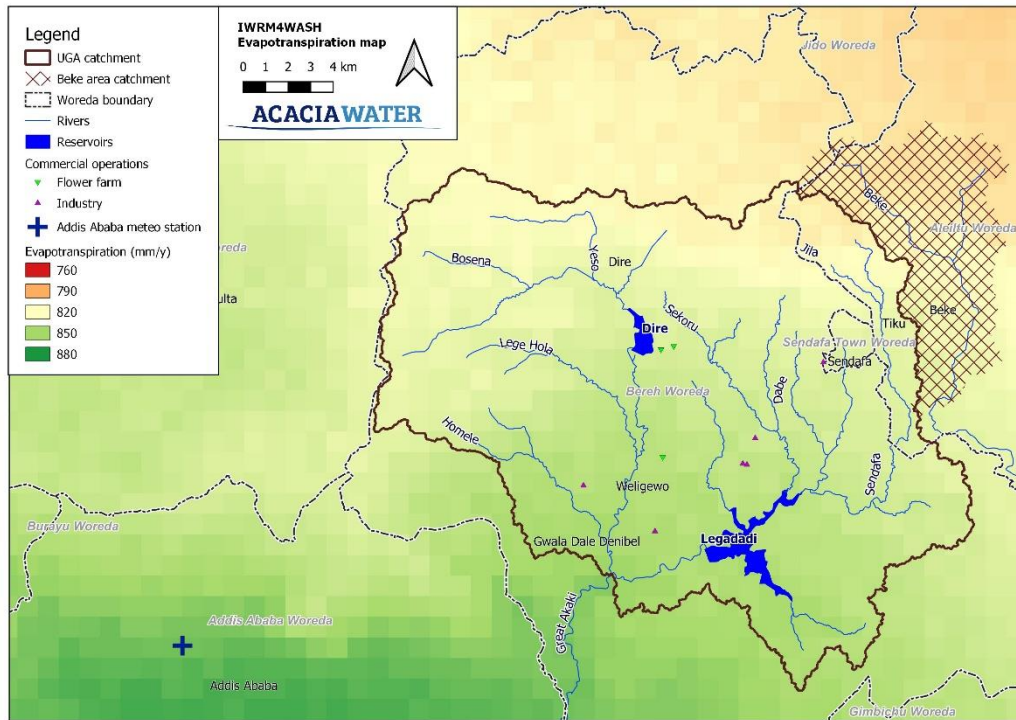 Legend
UGA catchment
Beke area catchment
Woreda boundary
Rivers
Reservoirs
Commercial operations
Flower farm
Industry
Addis Ababa meteo station
Evapotranspiration (mm/y)
760
790
820
850
880
IWRM4WASH
Evapotranspiration map
0 1 2 3 4 km
ACACIAWATER
Jido Woreda
Beke
Aleiltu Woreda
Jila
Yeso
Dire
Bosena
Beke
Tiku
Sekoru
Dire
Sendafa Town Woreda
Sendafa
Lege Hola
Bereh Woreda
Dabe
Homele
Sendafa
Weligewo
Burayu Woreda
Gwala Dale Denibel
Legadadi
Great Akaki
Addis Ababa Woreda
Addis Ababa
Gimbichu Woreda
oreda
ulta